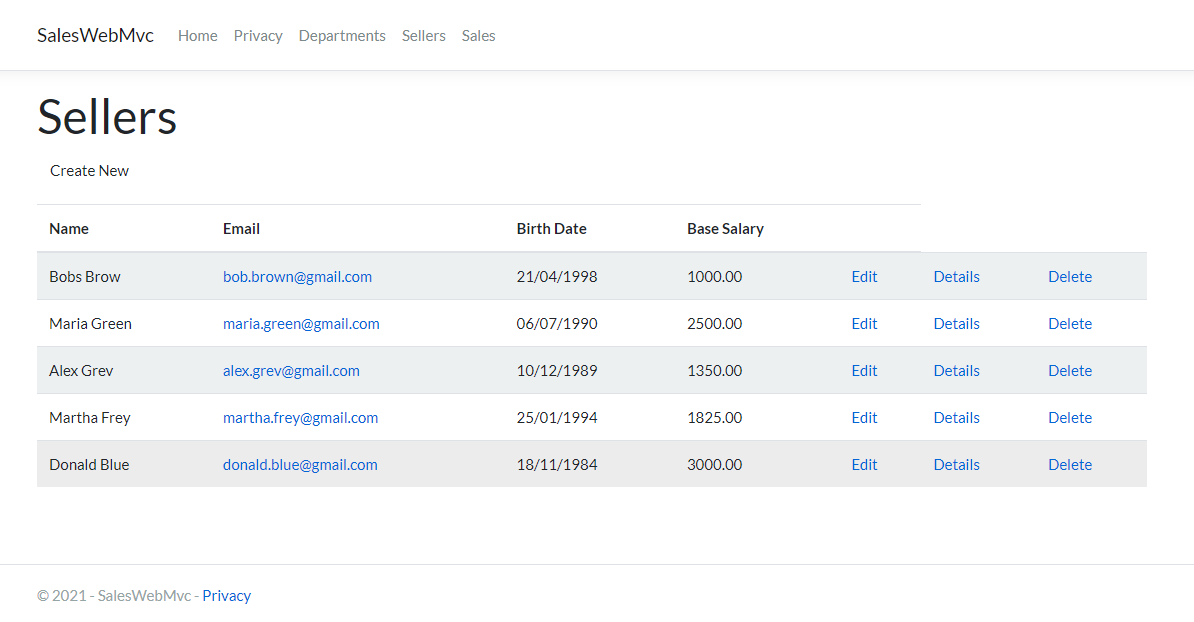 SalesWebMvc Home Privacy Departments Sellers Sales
Sellers
Create New
Name Email Birth Date Base Salary
Bobs Brow bob.brown@gmail.com 21/04/1998 1000.00 Edit Details Delete
Maria Green maria.green@gmail.com 06/07/1990 2500.00 Edit Details Delete
Alex Grev alex.grev@gmail.com 10/12/1989 1350.00 Edit Details Delete
Martha Frey martha.frey@gmail.com 25/01/1994 1825.00 Edit Details Delete
Donald Blue donald.blue@gmail.com 18/11/1984 3000.00 Edit Details Delete
© 2021 - SalesWebMvc - Privacy